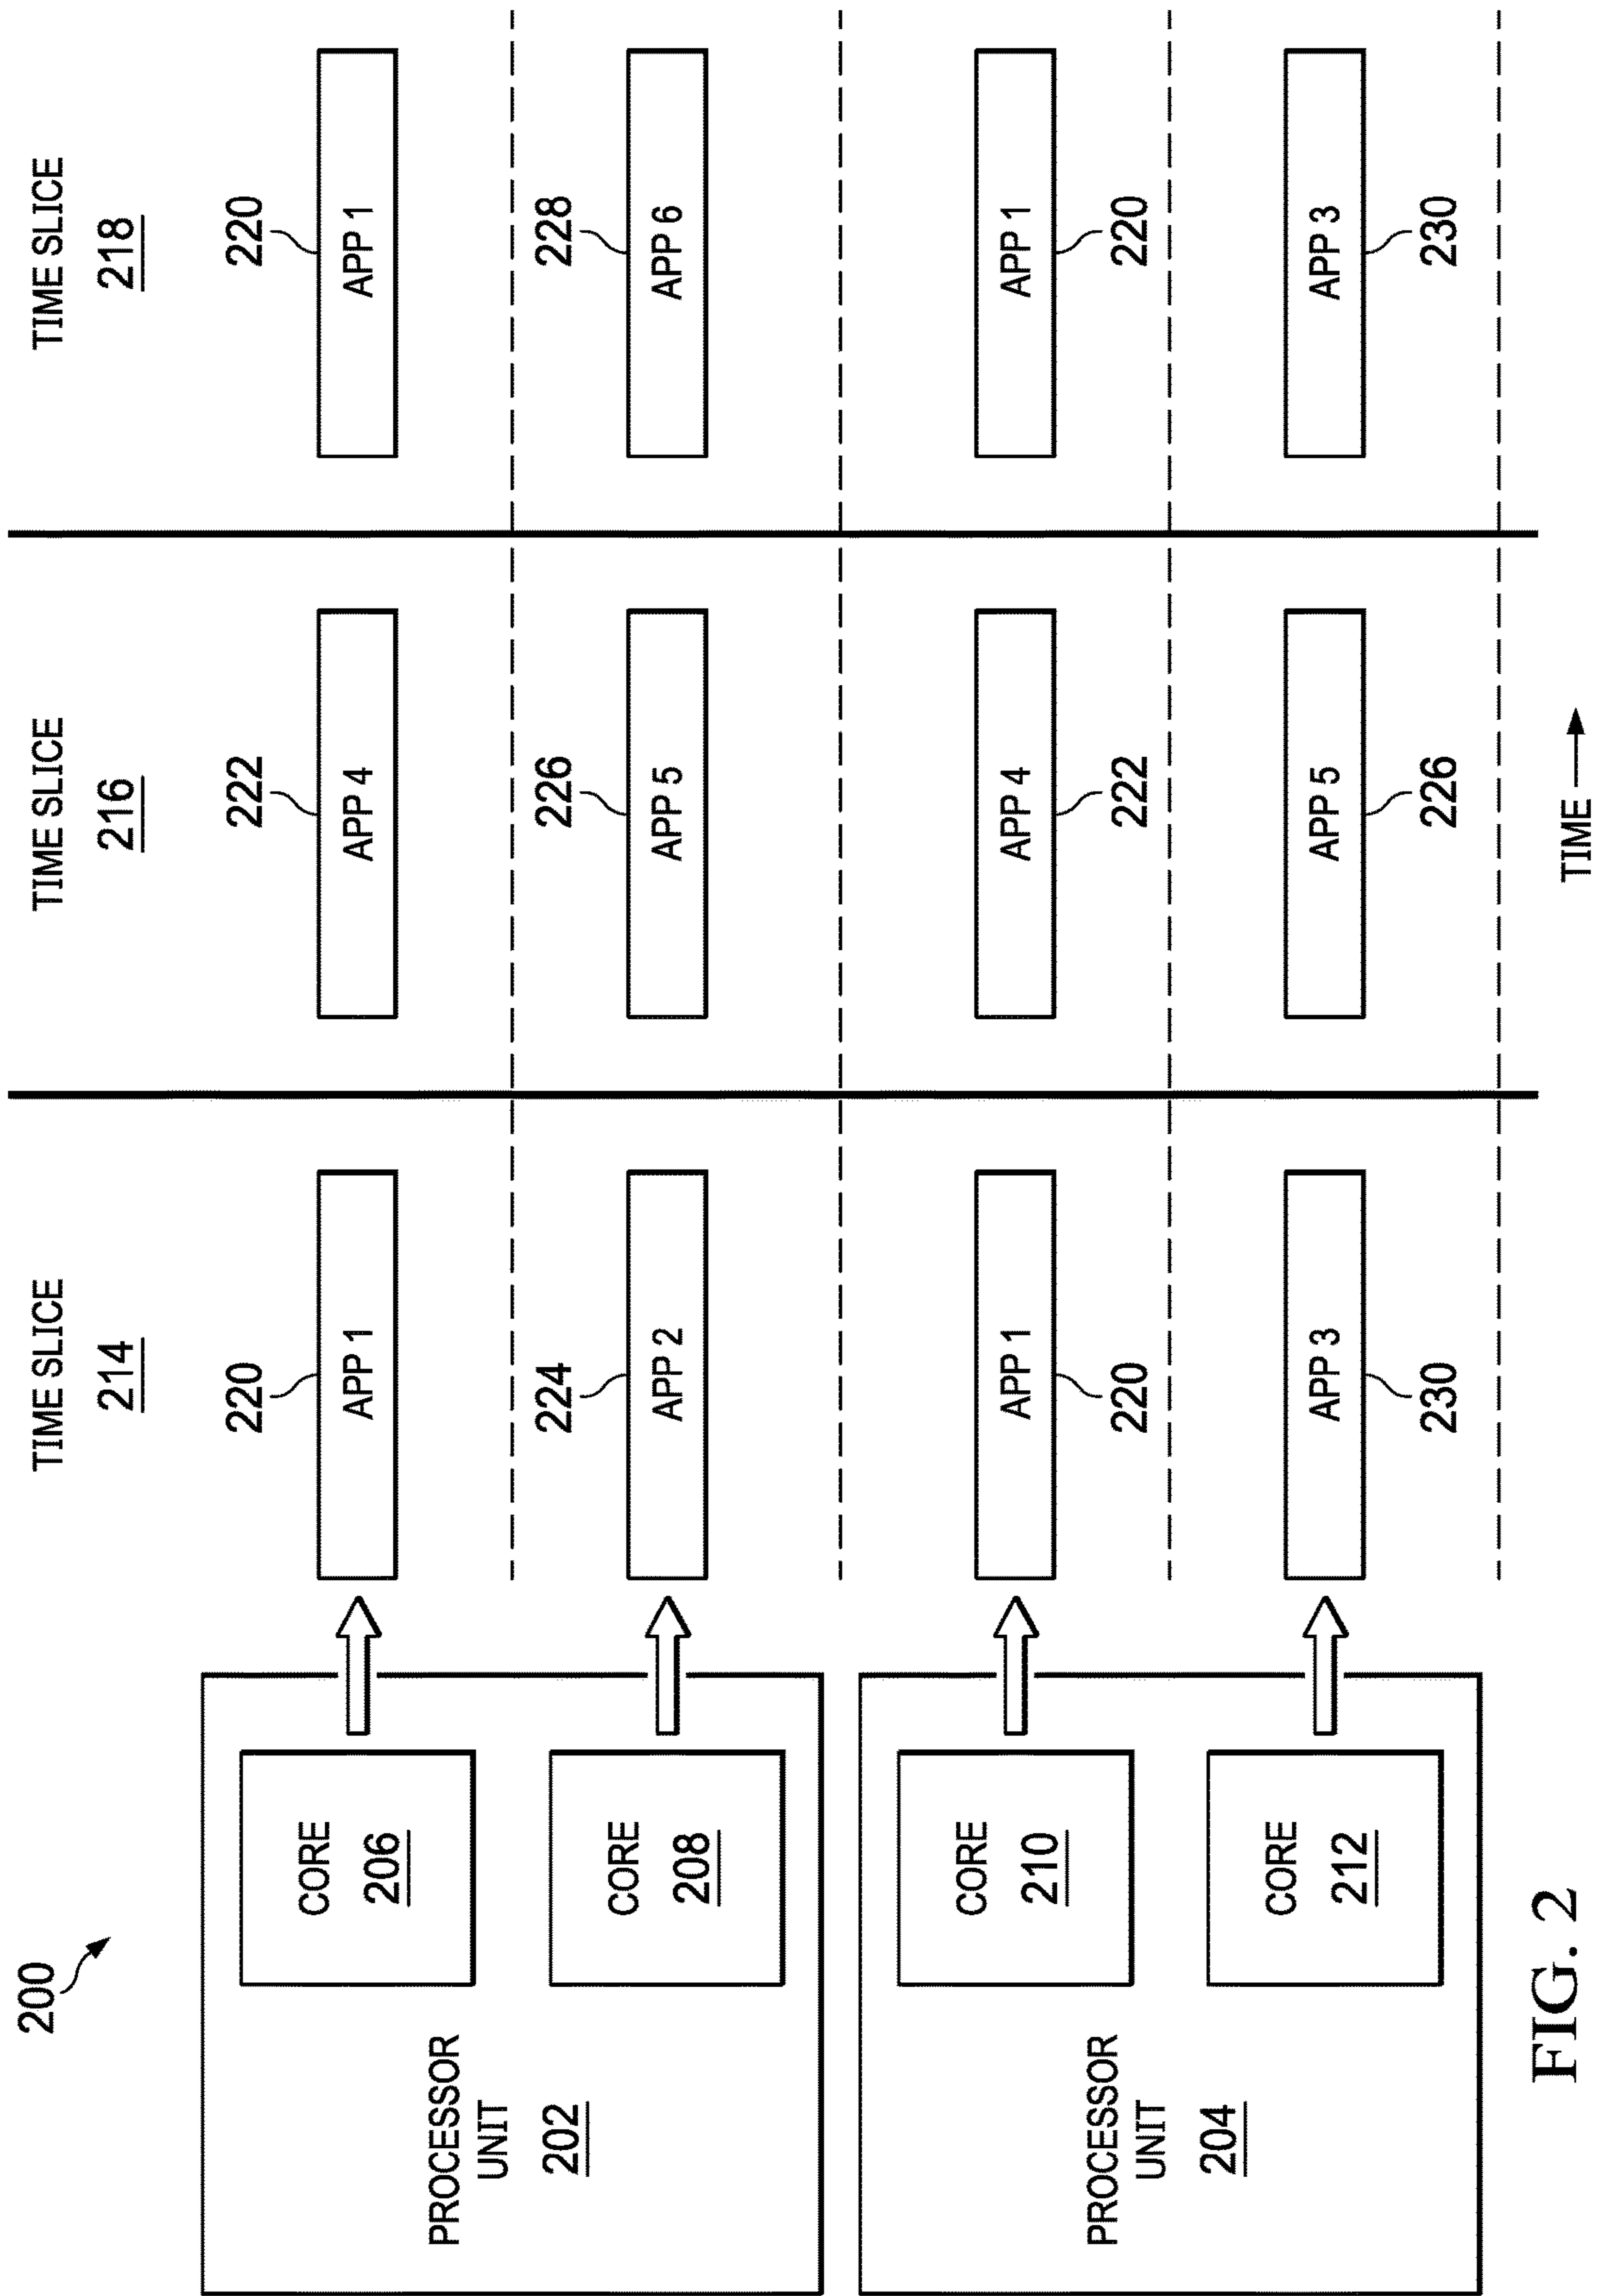 200
TIME SLICE
214
TIME SLICE
216
TIME SLICE
218
PROCESSOR
UNIT
202
CORE
206
220
APP 1
222
APP 4
220
APP 1
CORE
208
224
APP 2
226
APP 5
228
APP 6
PROCESSOR
UNIT
204
CORE
210
APP 1
220
APP 4
222
APP 1
220
CORE
212
APP 3
230
APP 5
226
APP 3
230
TIME
FIG. 2